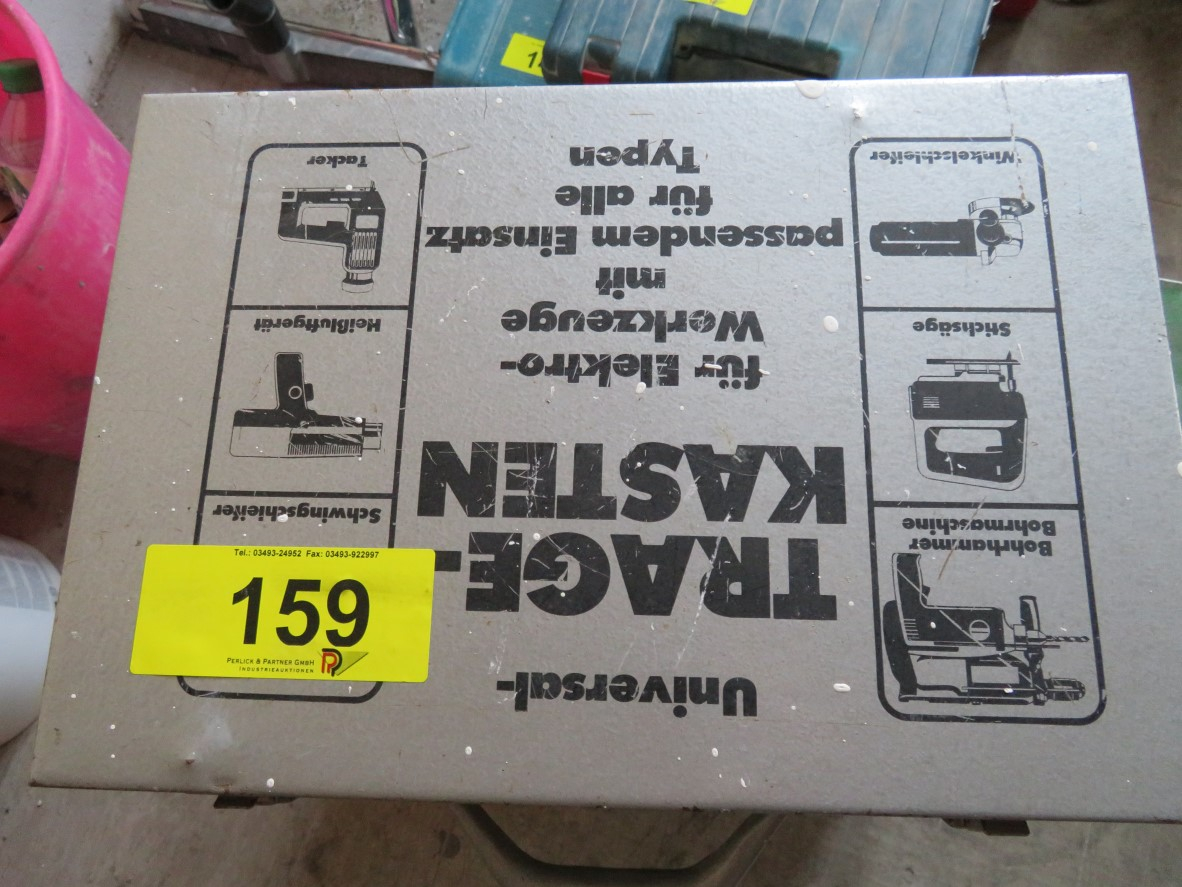 Universal-
TRAGE-
KASTEN
für Elektro-
Werkzeuge
mit
passendem Einsatz
für alle
Typen
Bohrhammer
Bohrmaschine
Stichsäge
Winkelschleifer
Schwingschleifer
Heißluftgerät
Tacker
Tel.: 03493-24952 Fax: 03493-922997
159
PERLICK & PARTNER GMBH
INDUSTRIEAUKTIONEN